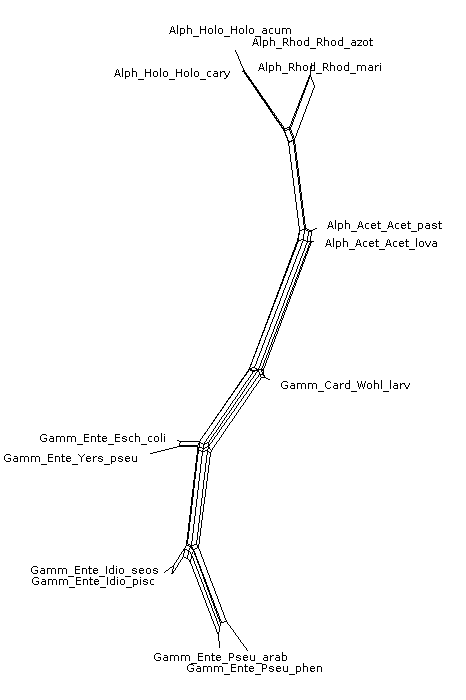 Alph_Holo_Holo_acum
Alph_Rhod_Rhod_azot
Alph_Rhod_Rhod_mari
Alph_Holo_Holo_cary
Alph_Acet_Acet_past
Alph_Acet_Acet_lova
Gamm_Card_Wohl_larv
Gamm_Ente_Esch_coli
Gamm_Ente_Yers_pseu
Gamm_Ente_Idio_seos
Gamm_Ente_Idio_pisc
Gamm_Ente_Pseu_arab
Gamm_Ente_Pseu_phen